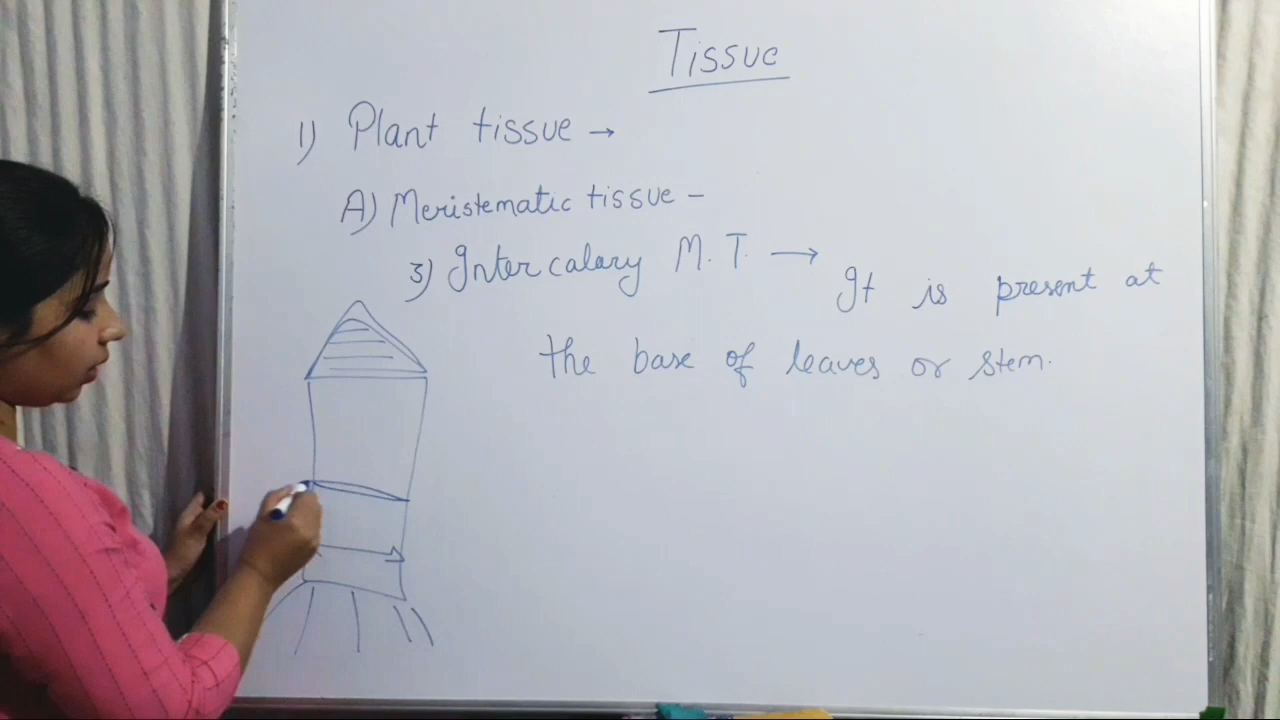 Tissue
1) Plant tissue →
A) Meristematic tissue -
3) Intercalary M. T. → It is present at
the base of leaves or stem.